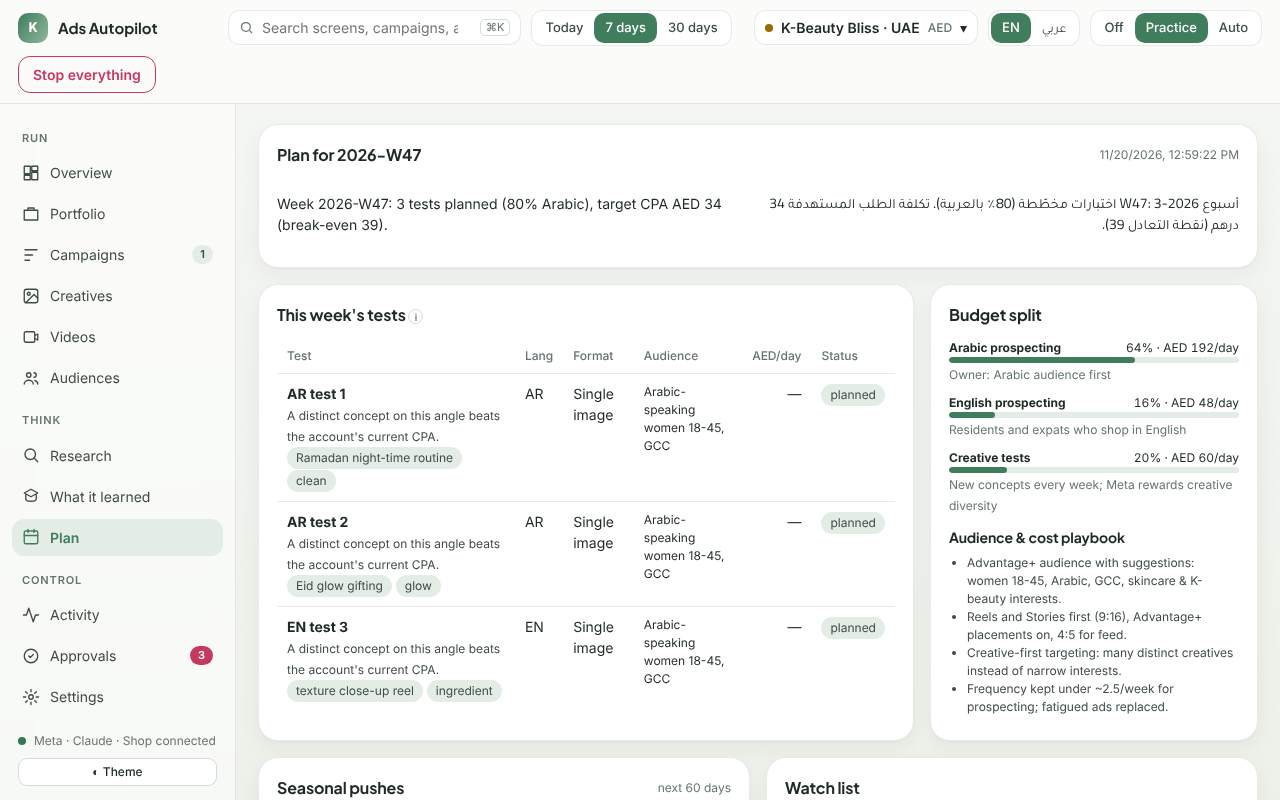 K Ads Autopilot
Search screens, campaigns, a ⌘K
Today 7 days 30 days
K-Beauty Bliss · UAE AED ▾
EN عربي
Off Practice Auto
Stop everything
RUN
Overview
Portfolio
Campaigns 1
Creatives
Videos
Audiences
THINK
Research
What it learned
Plan
CONTROL
Activity
Approvals 3
Settings
Meta · Claude · Shop connected
Theme
Plan for 2026-W47
11/20/2026, 12:59:22 PM
Week 2026-W47: 3 tests planned (80% Arabic), target CPA AED 34
(break-even 39).
أسبوع 2026-W47: 3 اختبارات مخطّطة (80٪ بالعربية). تكلفة الطلب المستهدفة 34
درهم (نقطة التعادل 39).
This week's tests i
Test Lang Format Audience AED/day Status
AR test 1
A distinct concept on this angle beats
the account's current CPA.
Ramadan night-time routine
clean
AR
Single
image
Arabic-
speaking
women 18-45,
GCC
—
planned
AR test 2
A distinct concept on this angle beats
the account's current CPA.
Eid glow gifting glow
AR
Single
image
Arabic-
speaking
women 18-45,
GCC
—
planned
EN test 3
A distinct concept on this angle beats
the account's current CPA.
texture close-up reel ingredient
EN
Single
image
Arabic-
speaking
women 18-45,
GCC
—
planned
Budget split
Arabic prospecting 64% · AED 192/day
Owner: Arabic audience first
English prospecting 16% · AED 48/day
Residents and expats who shop in English
Creative tests 20% · AED 60/day
New concepts every week; Meta rewards creative
diversity
Audience & cost playbook
• Advantage+ audience with suggestions:
women 18-45, Arabic, GCC, skincare & K-
beauty interests.
• Reels and Stories first (9:16), Advantage+
placements on, 4:5 for feed.
• Creative-first targeting: many distinct creatives
instead of narrow interests.
• Frequency kept under ~2.5/week for
prospecting; fatigued ads replaced.
Seasonal pushes next 60 days
Watch list